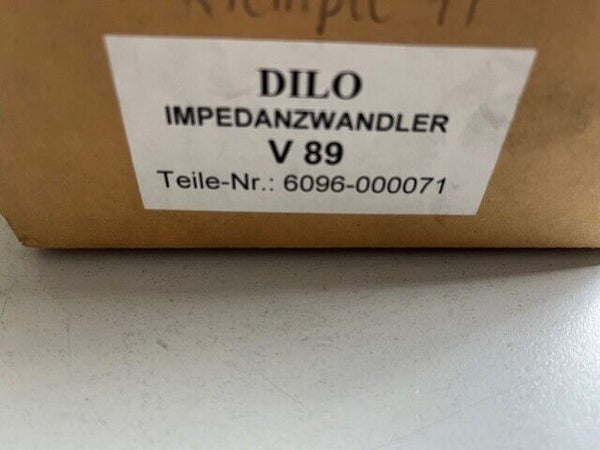 DILO
IMPEDANZWANDLER
V 89
Teile-Nr.: 6096-000071